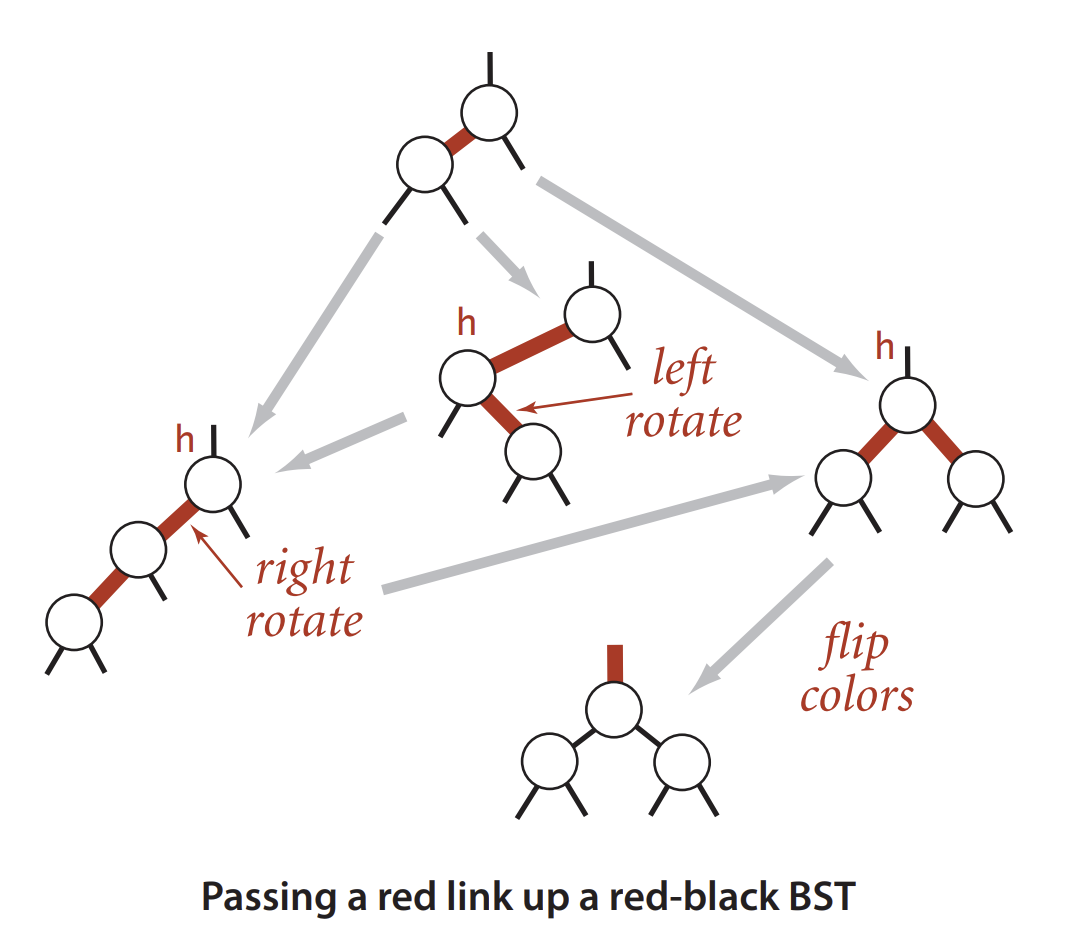 h
left
rotate
h
h
right
rotate
flip
colors
Passing a red link up a red-black BST